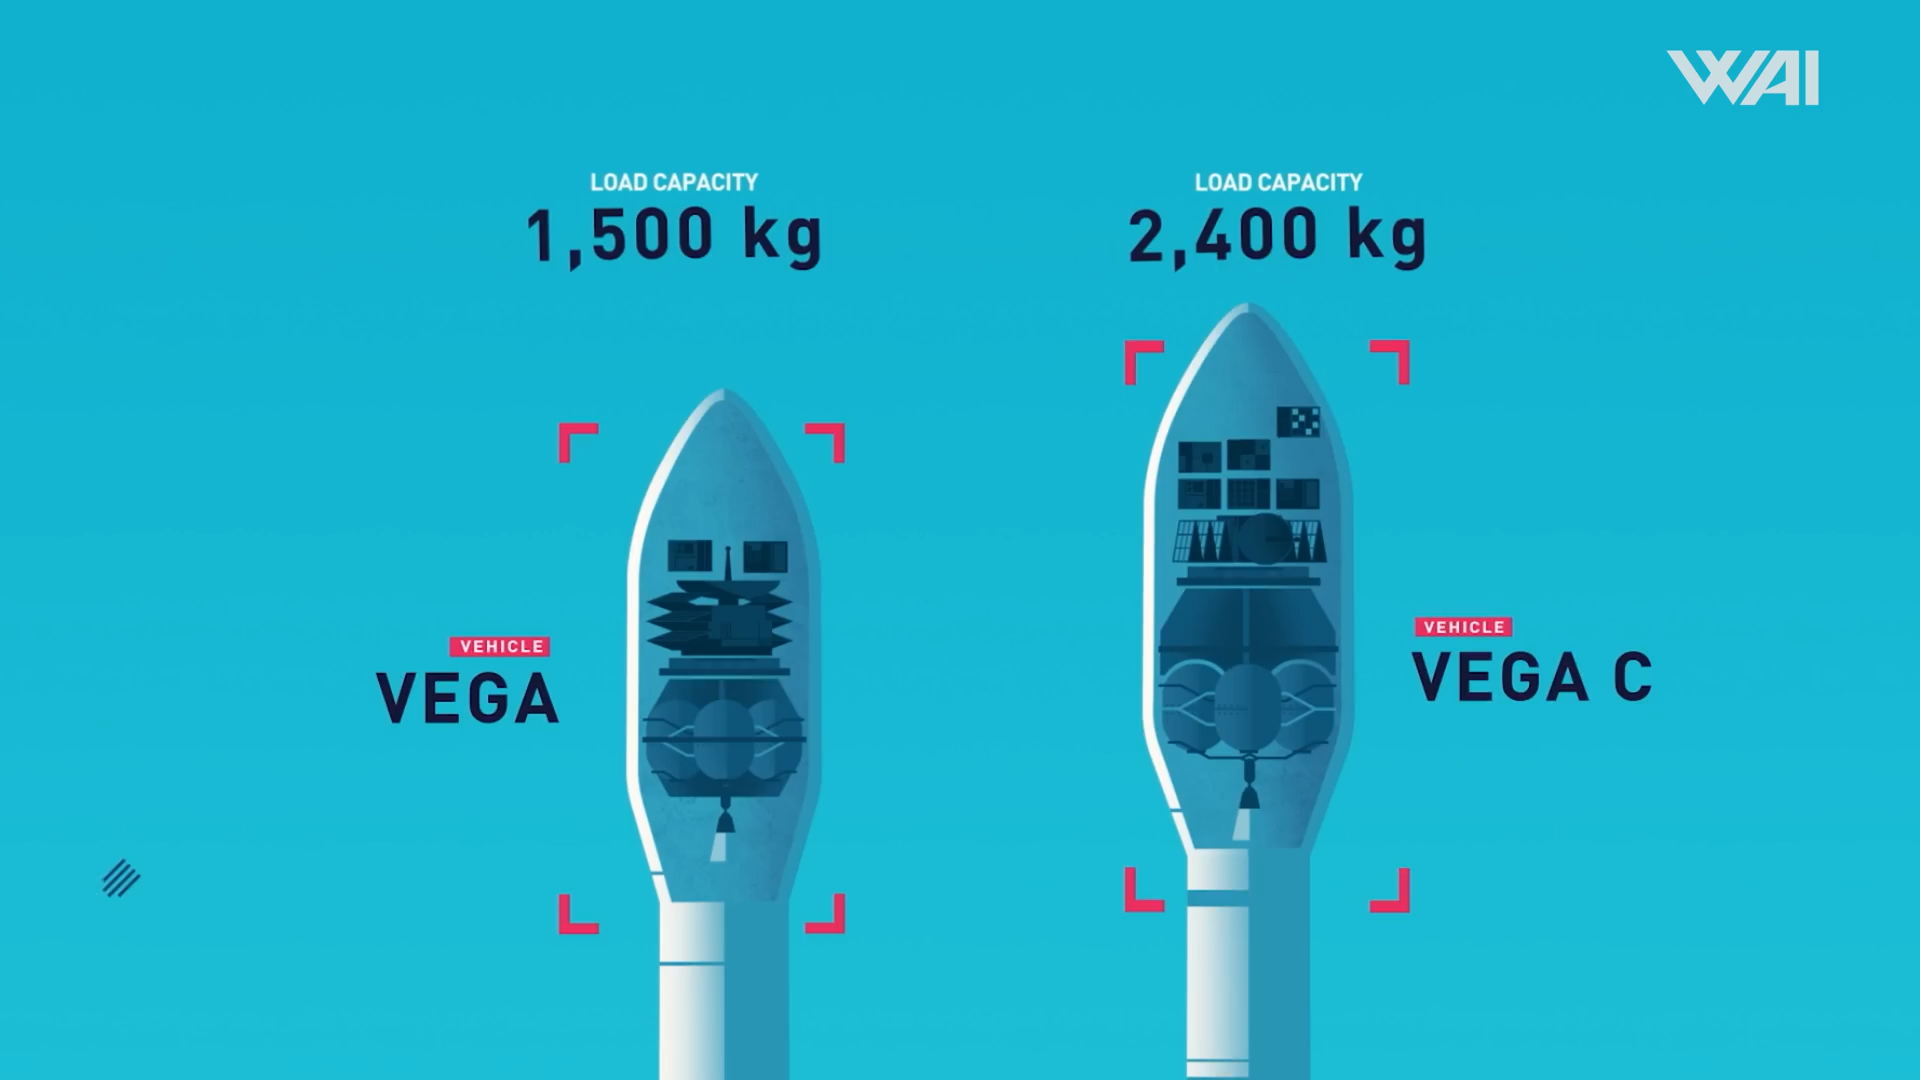 WAI
LOAD CAPACITY
1,500 kg
LOAD CAPACITY
2,400 kg
VEHICLE
VEGA
VEHICLE
VEGA C